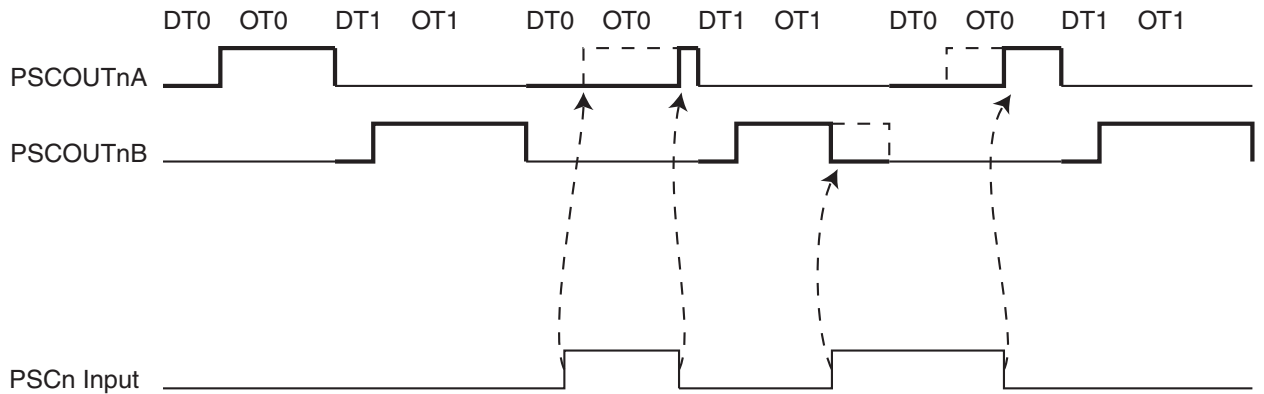 DT0 OT0 DT1 OT1 DT0 OT0 DT1 OT1 DT0 OT0 DT1 OT1
PSCOUTnA
PSCOUTnB
PSCn Input